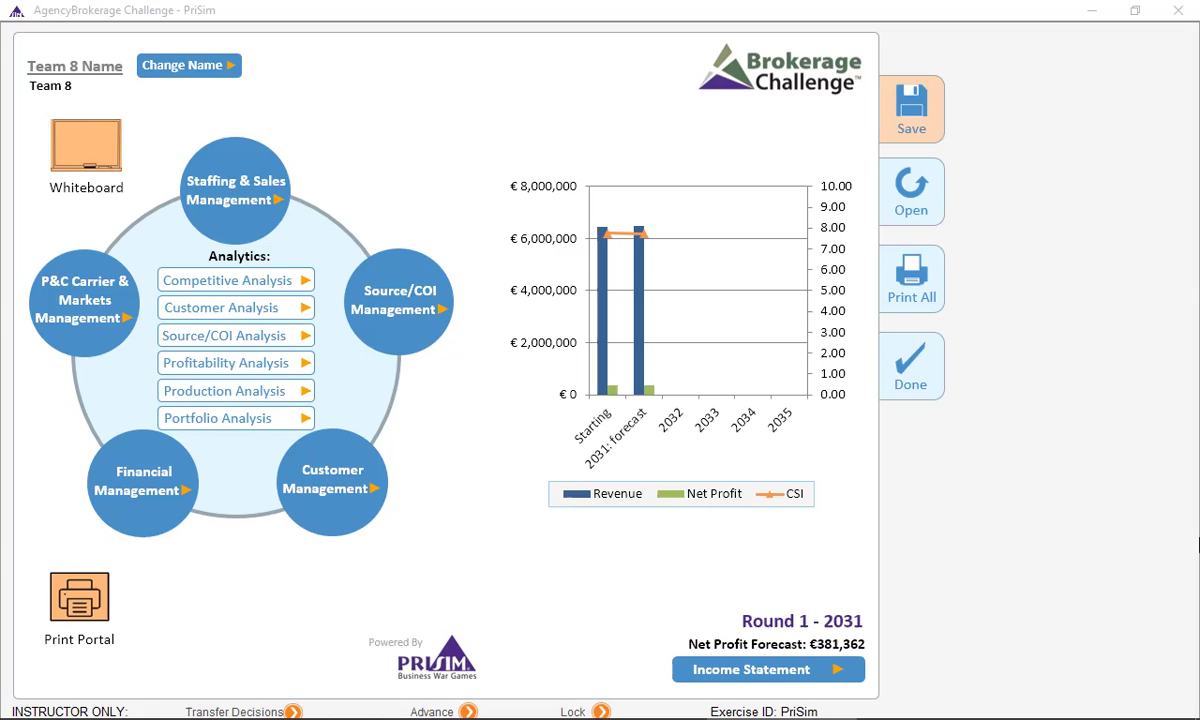 AgencyBrokerage Challenge - PriSim
Team 8 Name
Change Name
Team 8
Brokerage
Challenge™
Save
Open
Print All
Done
Whiteboard
Staffing & Sales
Management
P&C Carrier &
Markets
Management
Source/COI
Management
Analytics:
Competitive Analysis
Customer Analysis
Source/COI Analysis
Profitability Analysis
Production Analysis
Portfolio Analysis
Financial
Management
Customer
Management
€ 8,000,000
€ 6,000,000
€ 4,000,000
€ 2,000,000
€ 0
10.00
9.00
8.00
7.00
6.00
5.00
4.00
3.00
2.00
1.00
0.00
Starting
2031: forecast
2032
2033
2034
2035
Revenue
Net Profit
CSI
Print Portal
Powered By
PRISIM
Business War Games
Round 1 - 2031
Net Profit Forecast: €381,362
Income Statement
INSTRUCTOR ONLY:
Transfer Decisions
Advance
Lock
Exercise ID: PriSim